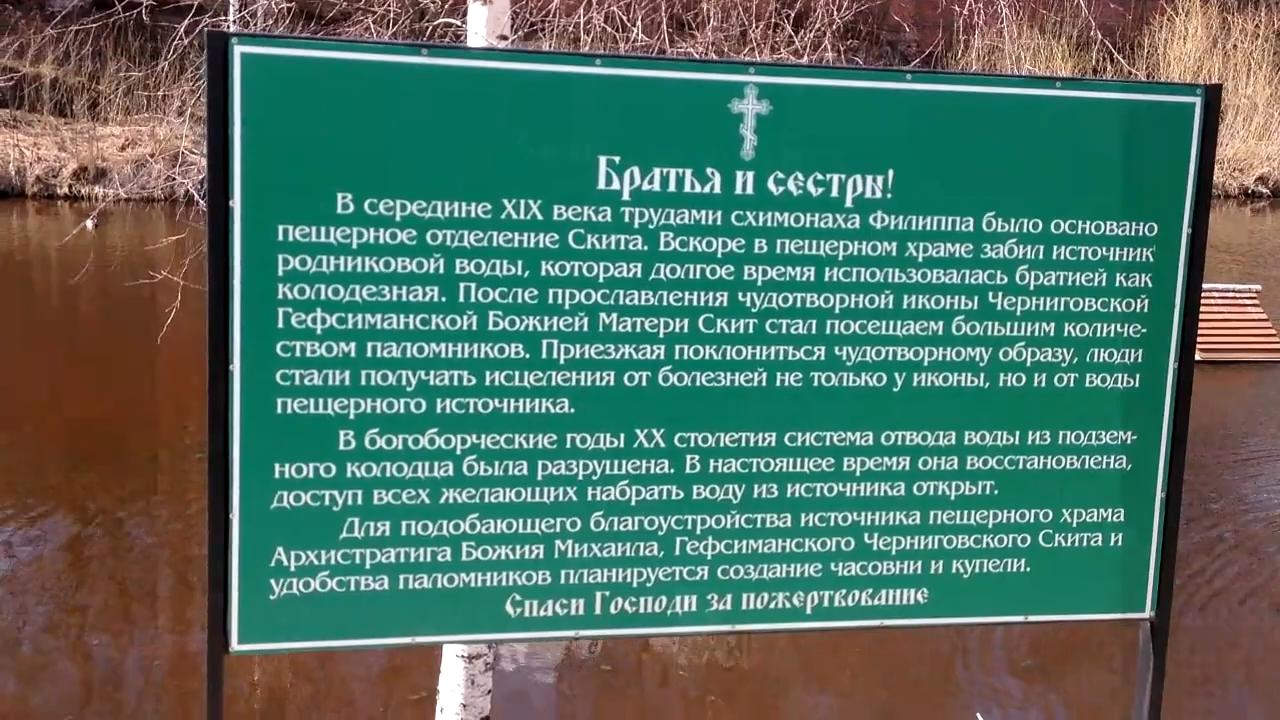 Братья и сестры!
В середине XIX века трудами схимонаха Филиппа было основано
пещерное отделение Скита. Вскоре в пещерном храме забил источник
родниковой воды, которая долгое время использовалась братией как
колодезная. После прославления чудотворной иконы Черниговской
Гефсиманской Божией Матери Скит стал посещаем большим количе-
ством паломников. Приезжая поклониться чудотворному образу, люди
стали получать исцеления от болезней не только у иконы, но и от воды
пещерного источника.
В богоборческие годы XX столетия система отвода воды из подзем-
ного колодца была разрушена. В настоящее время она восстановлена,
доступ всех желающих набрать воду из источника открыт.
Для подобающего благоустройства источника пещерного храма
Архистратига Божия Михаила, Гефсиманского Черниговского Скита и
удобства паломников планируется создание часовни и купели.
Спаси Господи за пожертвование